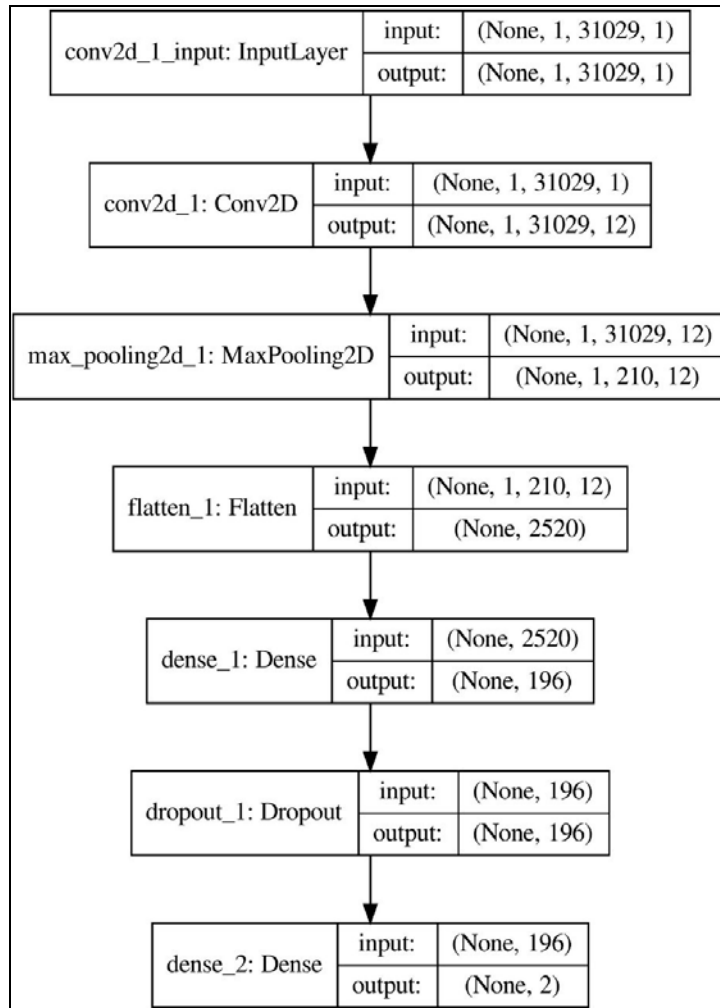 conv2d_1_input: InputLayer
input: (None, 1, 31029, 1)
output: (None, 1, 31029, 1)
conv2d_1: Conv2D
input: (None, 1, 31029, 1)
output: (None, 1, 31029, 12)
max_pooling2d_1: MaxPooling2D
input: (None, 1, 31029, 12)
output: (None, 1, 210, 12)
flatten_1: Flatten
input: (None, 1, 210, 12)
output: (None, 2520)
dense_1: Dense
input: (None, 2520)
output: (None, 196)
dropout_1: Dropout
input: (None, 196)
output: (None, 196)
dense_2: Dense
input: (None, 196)
output: (None, 2)